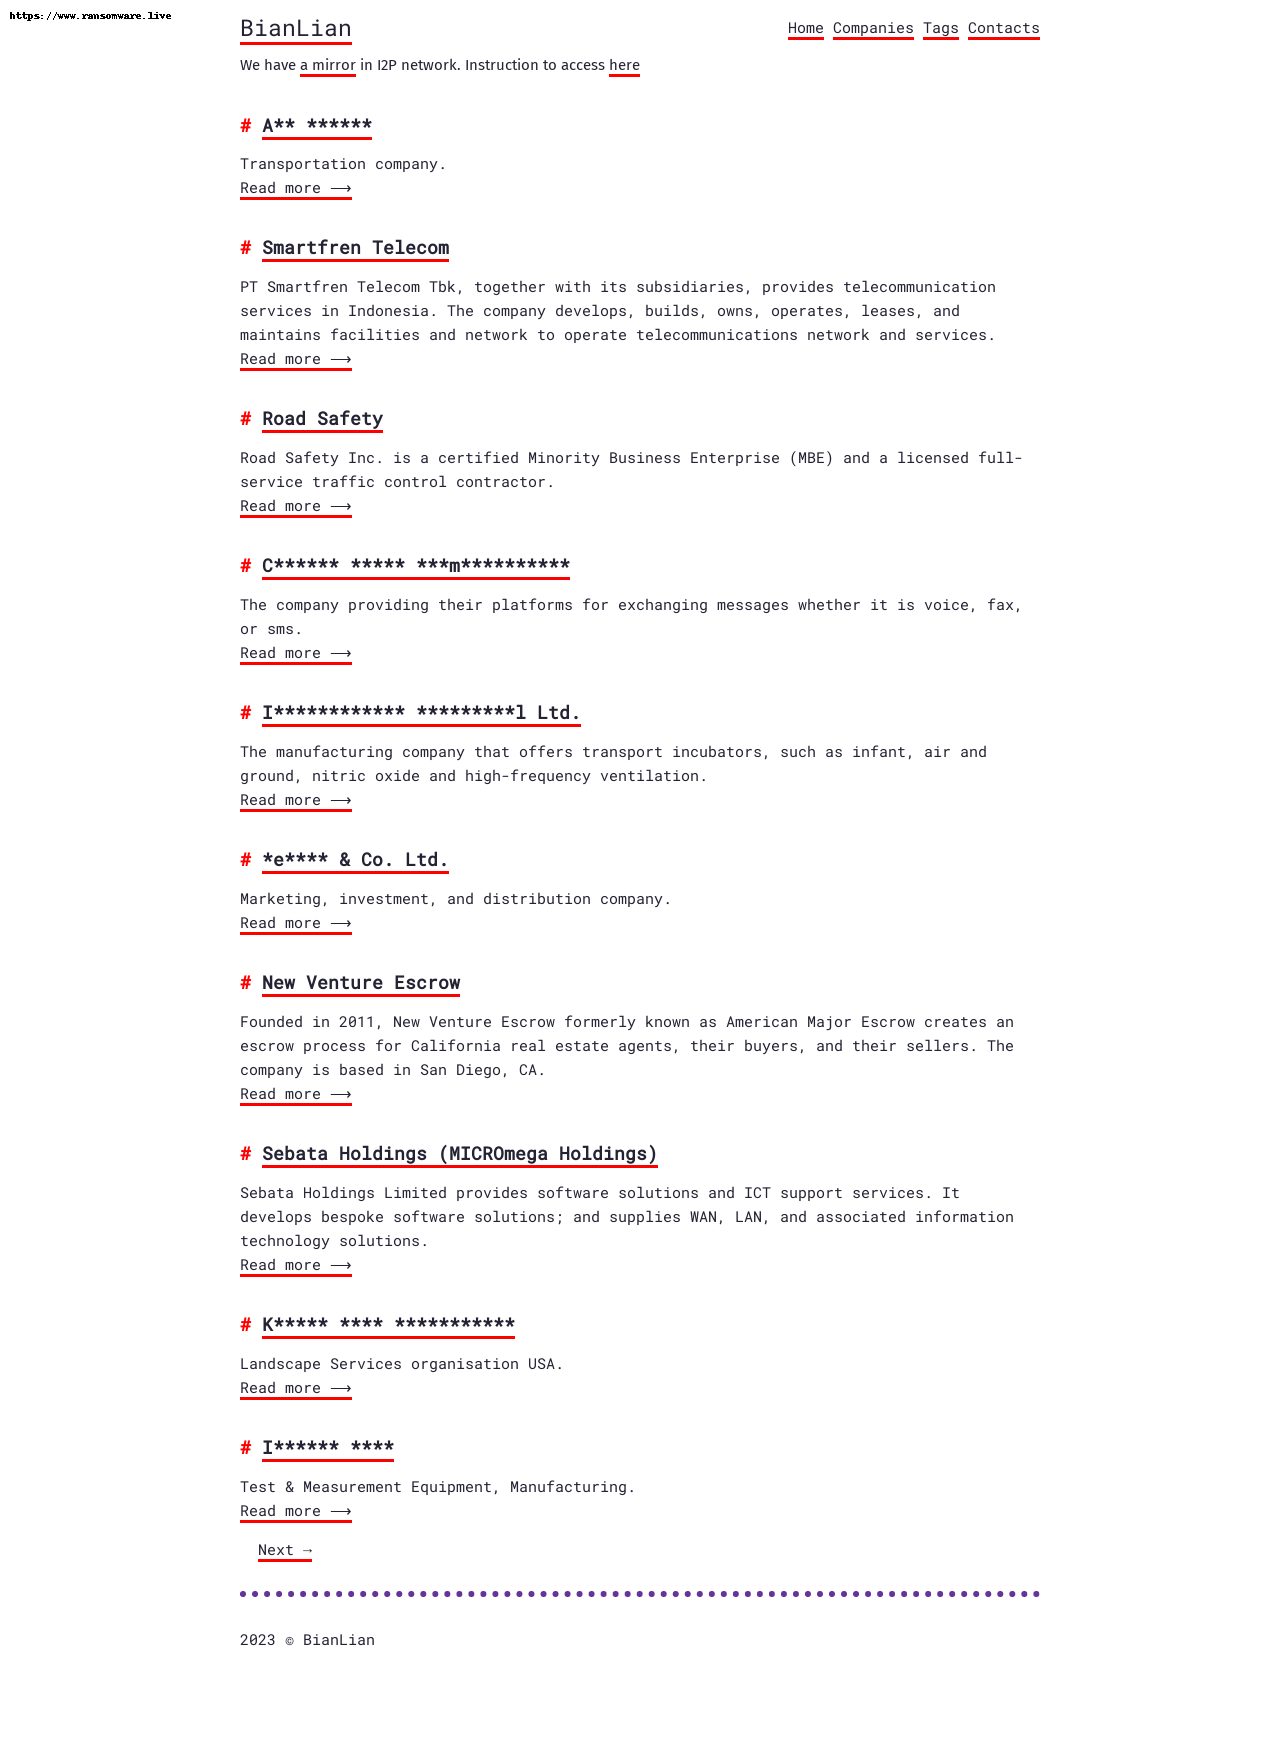 https://www.ransomware.live
BianLian
Home Companies Tags Contacts
We have a mirror in I2P network. Instruction to access here
# A** ******
Transportation company.
Read more ⟶
# Smartfren Telecom
PT Smartfren Telecom Tbk, together with its subsidiaries, provides telecommunication
services in Indonesia. The company develops, builds, owns, operates, leases, and
maintains facilities and network to operate telecommunications network and services.
Read more ⟶
# Road Safety
Road Safety Inc. is a certified Minority Business Enterprise (MBE) and a licensed full-
service traffic control contractor.
Read more ⟶
# C****** ***** ***m**********
The company providing their platforms for exchanging messages whether it is voice, fax,
or sms.
Read more ⟶
# I************ *********l Ltd.
The manufacturing company that offers transport incubators, such as infant, air and
ground, nitric oxide and high-frequency ventilation.
Read more ⟶
# *e**** & Co. Ltd.
Marketing, investment, and distribution company.
Read more ⟶
# New Venture Escrow
Founded in 2011, New Venture Escrow formerly known as American Major Escrow creates an
escrow process for California real estate agents, their buyers, and their sellers. The
company is based in San Diego, CA.
Read more ⟶
# Sebata Holdings (MICROmega Holdings)
Sebata Holdings Limited provides software solutions and ICT support services. It
develops bespoke software solutions; and supplies WAN, LAN, and associated information
technology solutions.
Read more ⟶
# K***** **** ***********
Landscape Services organisation USA.
Read more ⟶
# I****** ****
Test & Measurement Equipment, Manufacturing.
Read more ⟶
Next →
2023 © BianLian